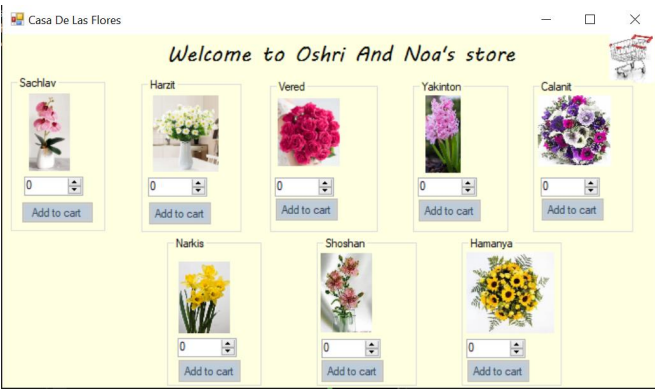 Casa De Las Flores
Welcome to Oshri And Noa's store
Sachlav
Harzit
Vered
Yakinton
Calanit
0
0
0
0
0
Add to cart
Add to cart
Add to cart
Add to cart
Add to cart
Narkis
Shoshan
Hamanya
0
0
0
Add to cart
Add to cart
Add to cart